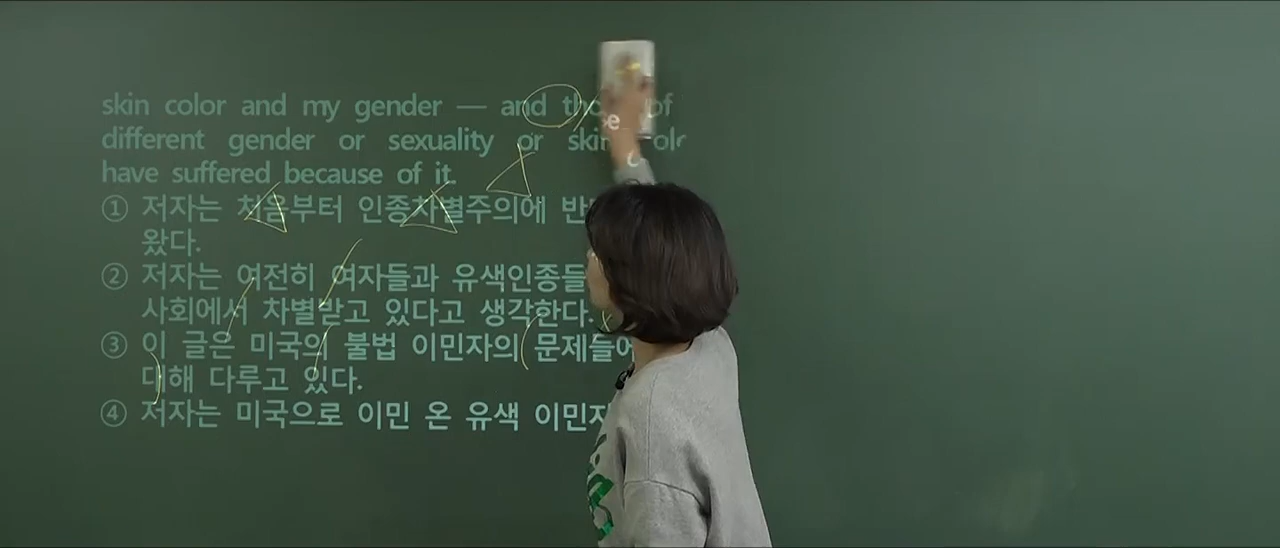 skin color and my gender — and of
different gender or sexuality or
have suffered because of it.
① 저자는 처음부터 인종차별주의에
왔다.
② 저자는 여전히 여자들과 유색인종들
사회에서 차별받고 있다고 생각한다.
③ 이 글은 미국의 불법 이민자의 문제들에
대해 다루고 있다.
④ 저자는 미국으로 이민 온 유색